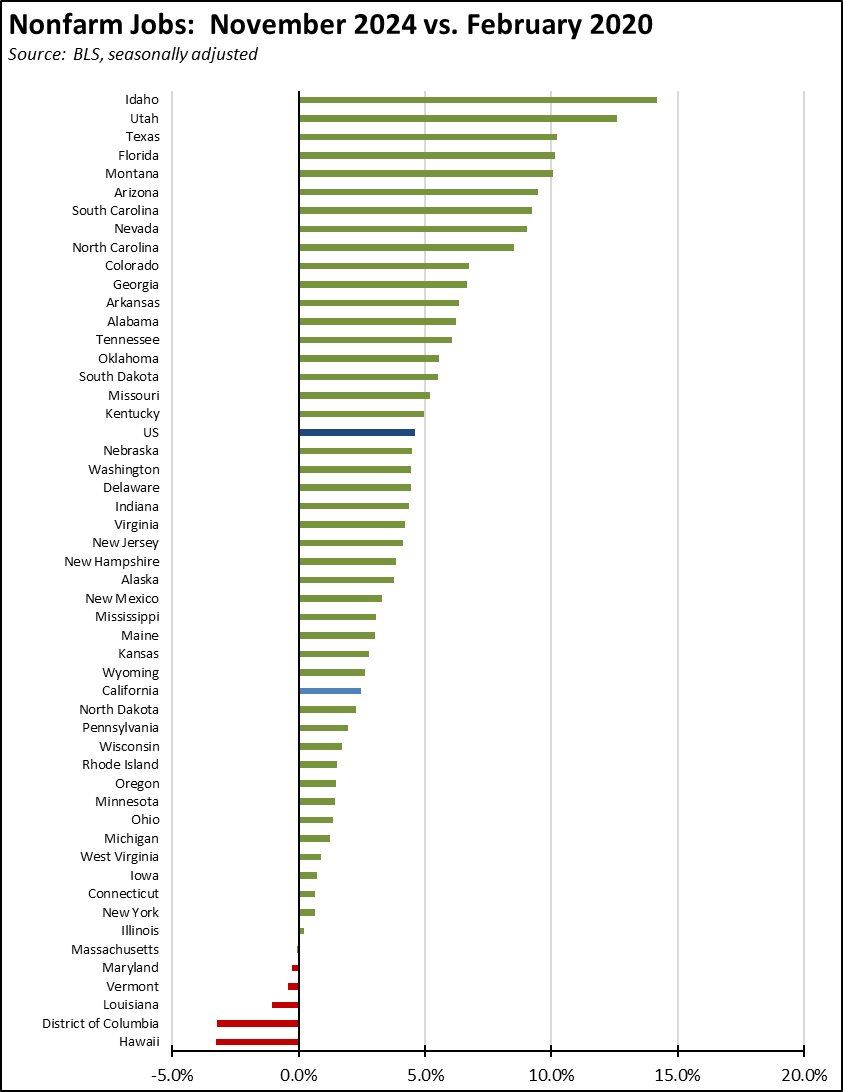 Nonfarm Jobs:  November 2024 vs. February 2020
Source:  BLS, seasonally adjusted
Idaho
Utah
Texas
Florida
Montana
Arizona
South Carolina
Nevada
North Carolina
Colorado
Georgia
Arkansas
Alabama
Tennessee
Oklahoma
South Dakota
Missouri
Kentucky
US
Nebraska
Washington
Delaware
Indiana
Virginia
New Jersey
New Hampshire
Alaska
New Mexico
Mississippi
Maine
Kansas
Wyoming
California
North Dakota
Pennsylvania
Wisconsin
Rhode Island
Oregon
Minnesota
Ohio
Michigan
West Virginia
Iowa
Connecticut
New York
Illinois
Massachusetts
Maryland
Vermont
Louisiana
District of Columbia
Hawaii
-5.0% 0.0% 5.0% 10.0% 15.0% 20.0%